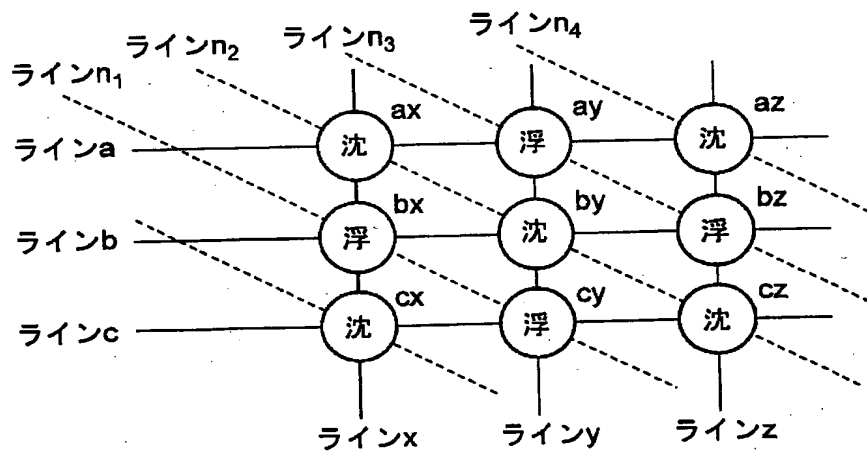 ラインn₁
ラインn₂
ラインn₃
ラインn₄
ラインa
沈
ax
浮
ay
沈
az
ラインb
浮
bx
沈
by
浮
bz
ラインc
沈
cx
浮
cy
沈
cz
ラインx
ラインy
ラインz